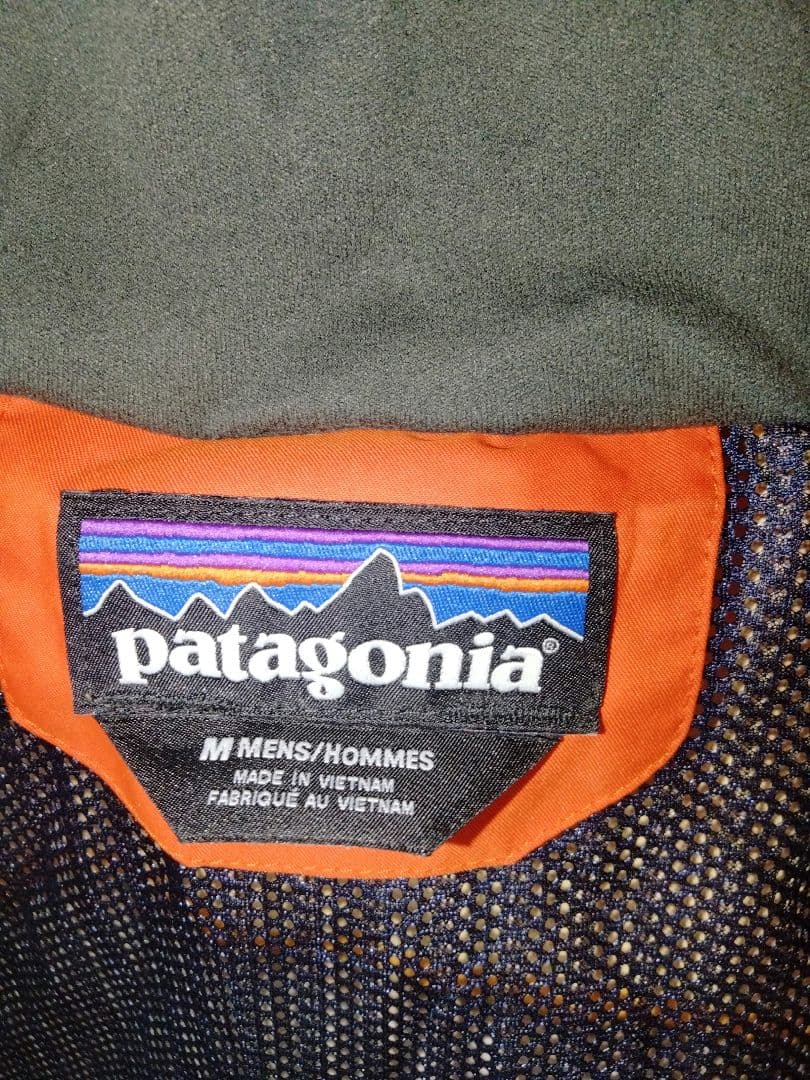 patagonia®
M MENS/HOMMES
MADE IN VIETNAM
FABRIQUÉ AU VIETNAM